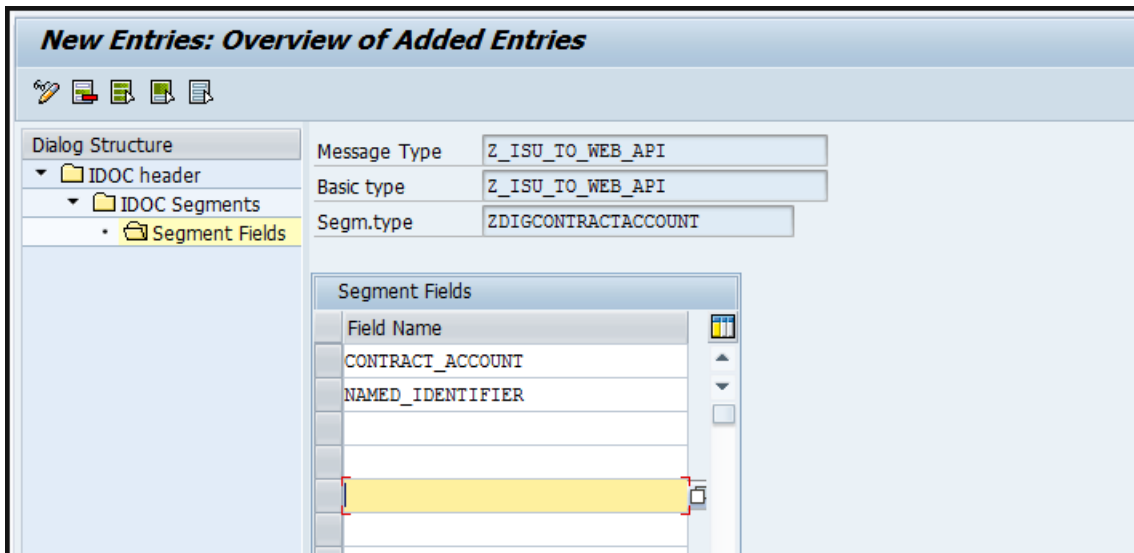 New Entries: Overview of Added Entries
Dialog Structure
IDOC header
IDOC Segments
Segment Fields
Message Type Z_ISU_TO_WEB_API
Basic type Z_ISU_TO_WEB_API
Segm.type ZDIGCONTRACTACCOUNT
Segment Fields
Field Name
CONTRACT_ACCOUNT
NAMED_IDENTIFIER